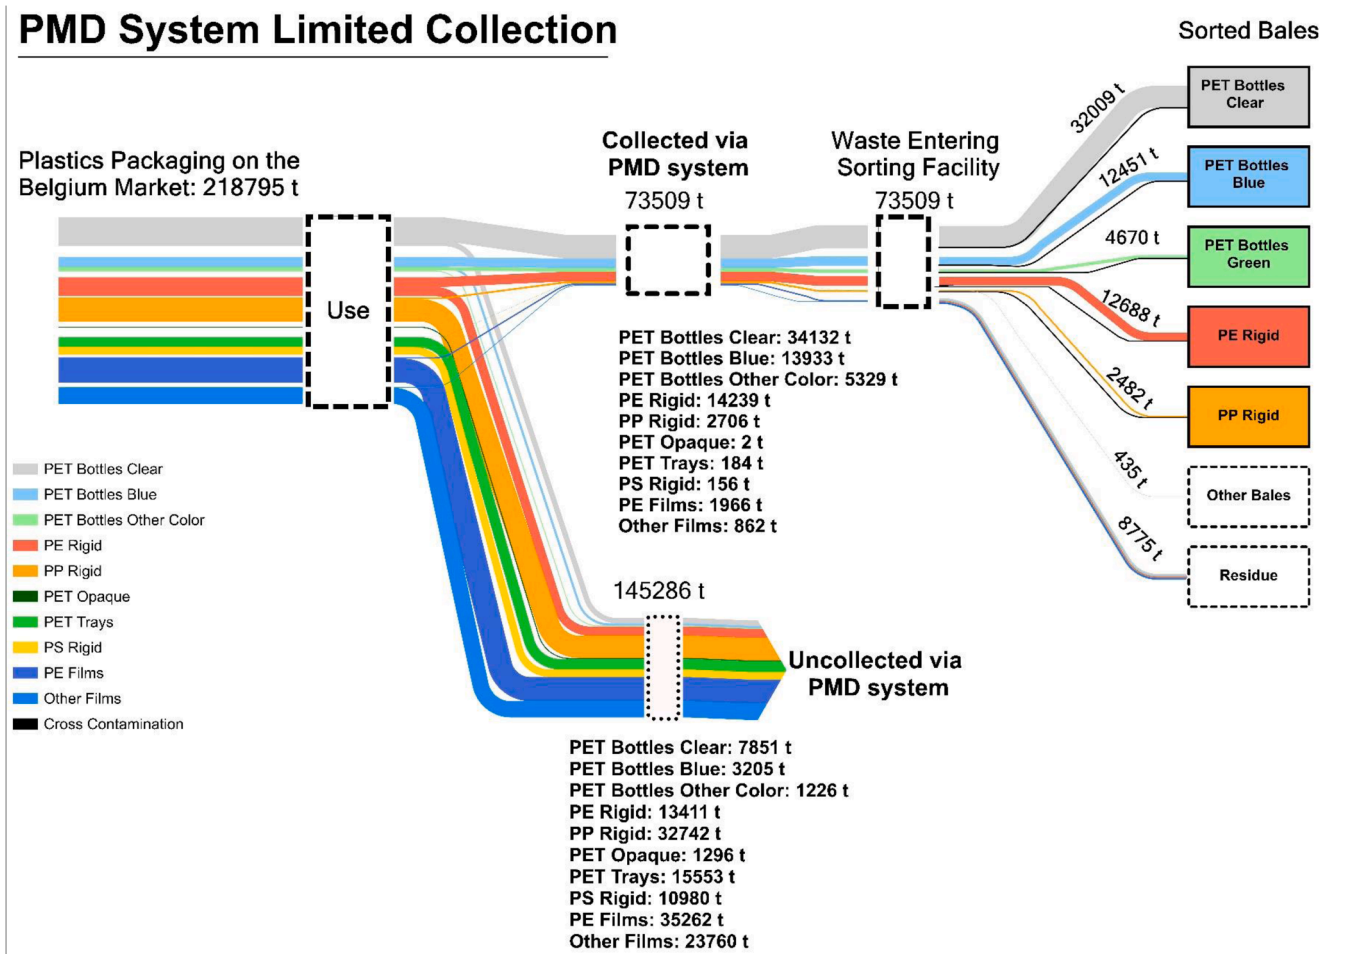 PMD System Limited Collection
Plastics Packaging on the
Belgium Market: 218795 t
Use
PET Bottles Clear
PET Bottles Blue
PET Bottles Other Color
PE Rigid
PP Rigid
PET Opaque
PET Trays
PS Rigid
PE Films
Other Films
Cross Contamination
Collected via
PMD system
73509 t
PET Bottles Clear: 34132 t
PET Bottles Blue: 13933 t
PET Bottles Other Color: 5329 t
PE Rigid: 14239 t
PP Rigid: 2706 t
PET Opaque: 2 t
PET Trays: 184 t
PS Rigid: 156 t
PE Films: 1966 t
Other Films: 862 t
145286 t
Uncollected via
PMD system
PET Bottles Clear: 7851 t
PET Bottles Blue: 3205 t
PET Bottles Other Color: 1226 t
PE Rigid: 13411 t
PP Rigid: 32742 t
PET Opaque: 1296 t
PET Trays: 15553 t
PS Rigid: 10980 t
PE Films: 35262 t
Other Films: 23760 t
Waste Entering
Sorting Facility
73509 t
Sorted Bales
32009 t
PET Bottles
Clear
12451 t
PET Bottles
Blue
4670 t
PET Bottles
Green
12688 t
PE Rigid
2482 t
PP Rigid
435 t
Other Bales
8775 t
Residue